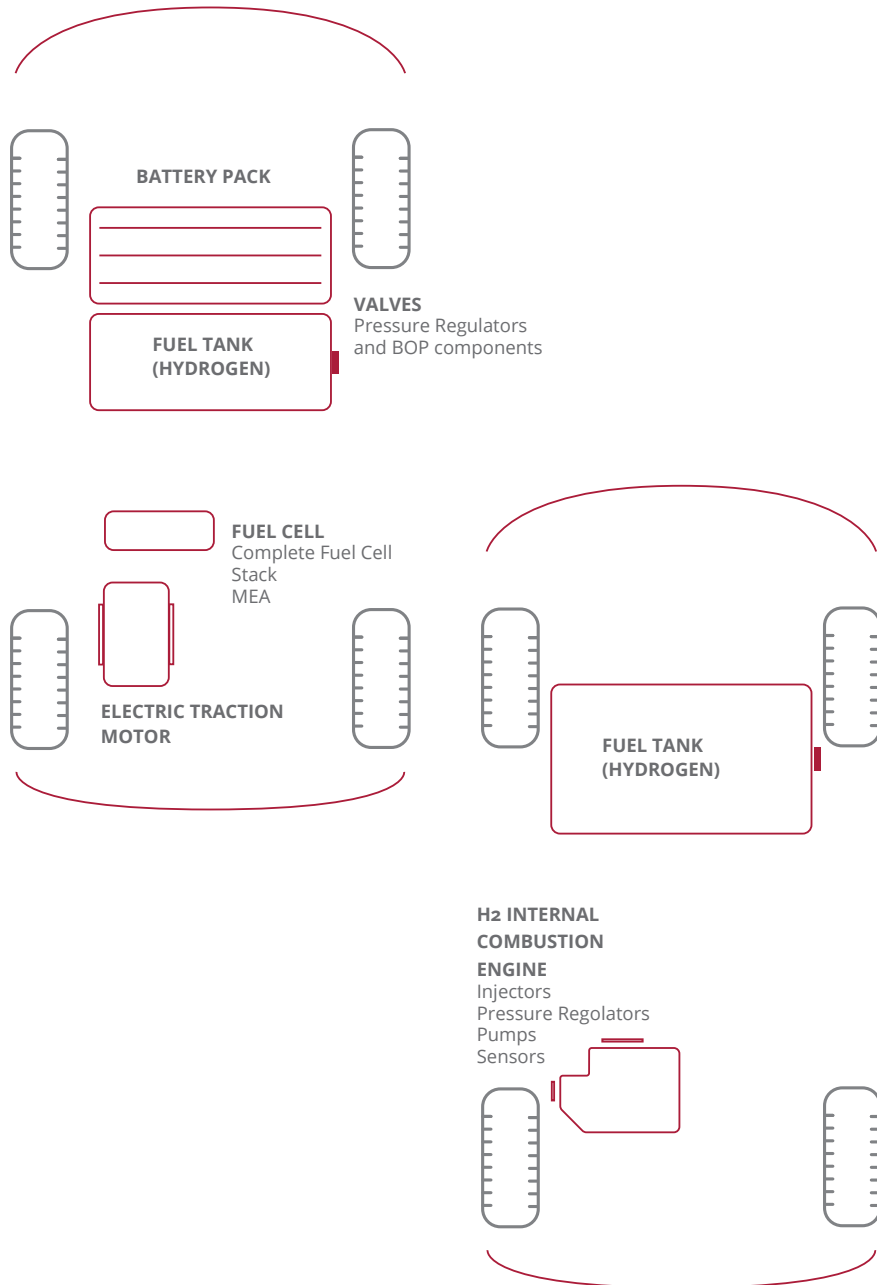 BATTERY PACK
VALVES
Pressure Regulators
and BOP components
FUEL TANK
(HYDROGEN)
FUEL CELL
Complete Fuel Cell
Stack
MEA
ELECTRIC TRACTION
MOTOR
FUEL TANK
(HYDROGEN)
H2 INTERNAL
COMBUSTION
ENGINE
Injectors
Pressure Regolators
Pumps
Sensors